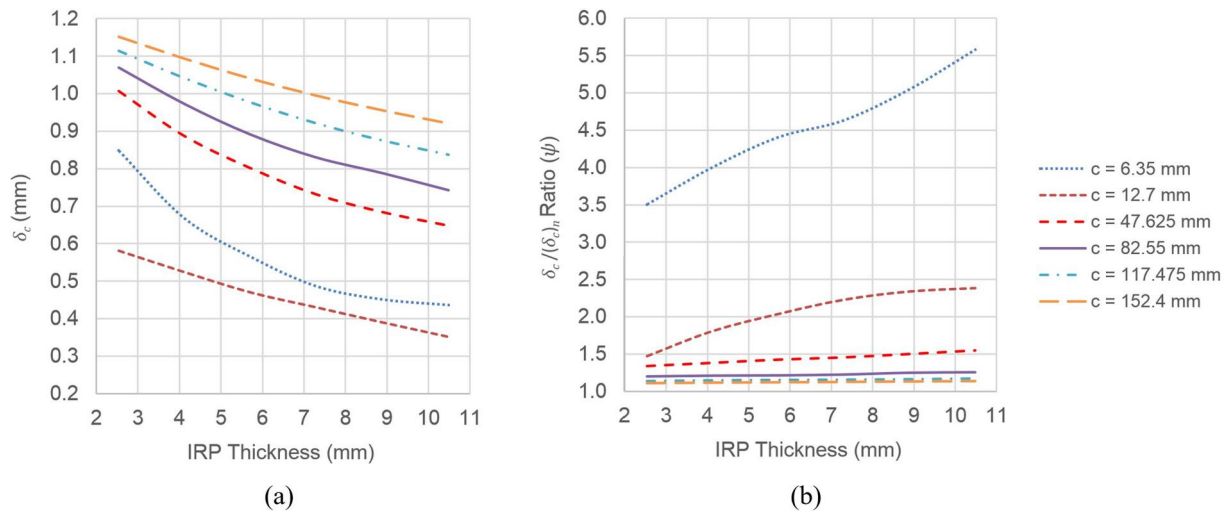 1.2
1.1
1.0
0.9
0.8
0.7
0.6
0.5
0.4
0.3
0.2
δc (mm)
2 3 4 5 6 7 8 9 10 11
IRP Thickness (mm)
(a)
6.0
5.5
5.0
4.5
4.0
3.5
3.0
2.5
2.0
1.5
1.0
δc/(δc)n Ratio (ψ)
2 3 4 5 6 7 8 9 10 11
IRP Thickness (mm)
(b)
c = 6.35 mm
c = 12.7 mm
c = 47.625 mm
c = 82.55 mm
c = 117.475 mm
c = 152.4 mm